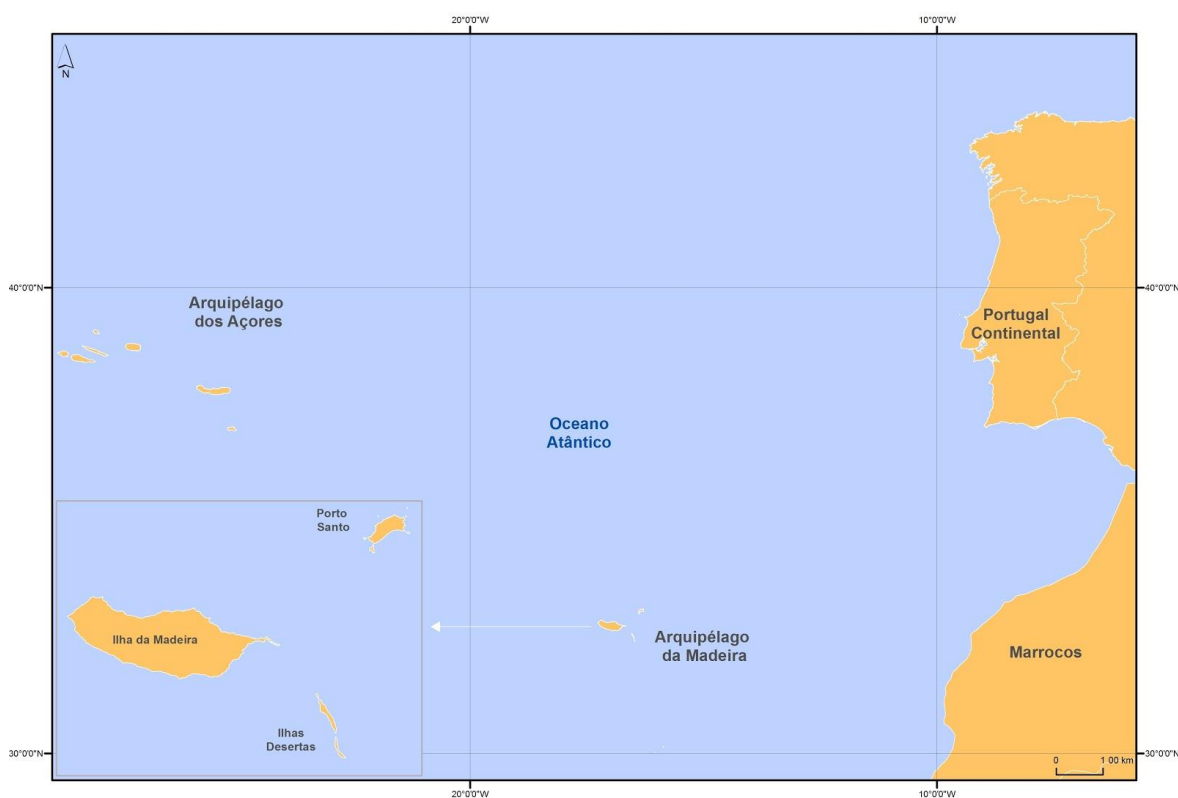 20°0'0"W
10°0'0"W
N
40°0'0"N
40°0'0"N
Arquipélago
dos Açores
Portugal
Continental
Oceano
Atântico
Porto
Santo
Ilha da Madeira
Arquipélago
da Madeira
Marrocos
Ilhas
Desertas
30°0'0"N
30°0'0"N
0 1 00 km
20°0'0"W
10°0'0"W